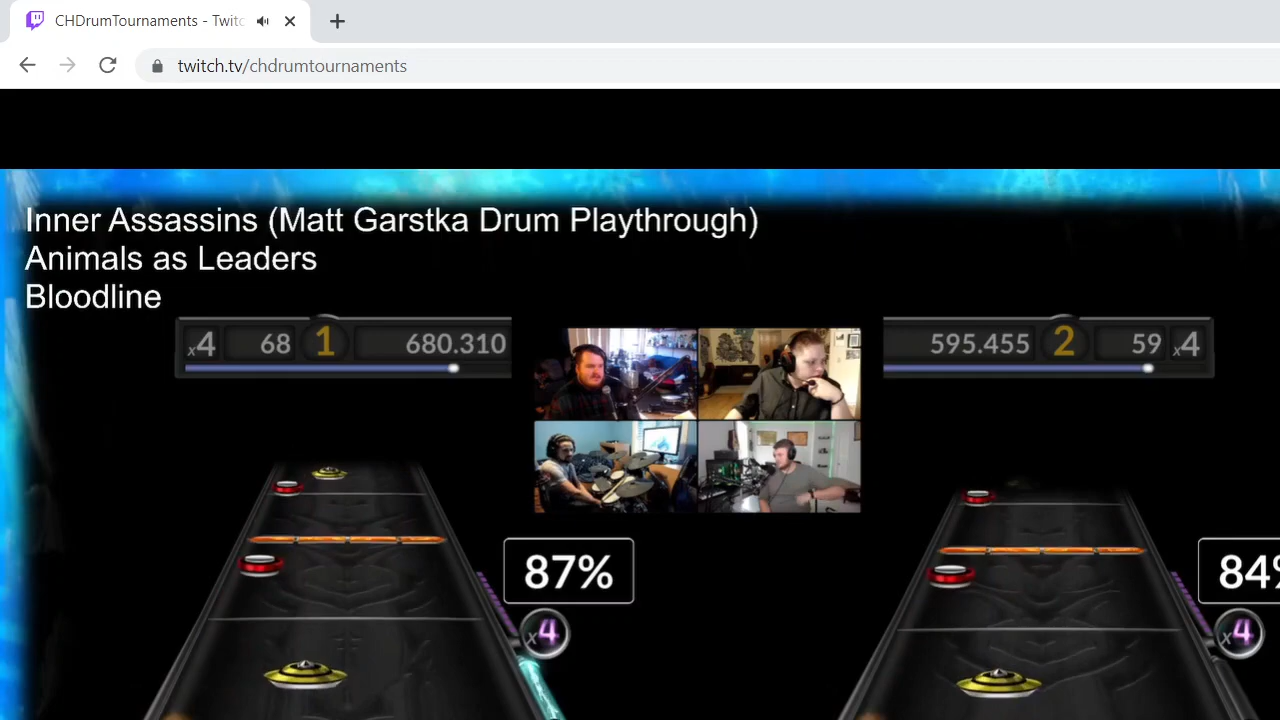 CHDrumTournaments - Twitc
twitch.tv/chdrumtournaments
Inner Assassins (Matt Garstka Drum Playthrough)
Animals as Leaders
Bloodline
x4 68 1 680.310
595.455 2 59 x4
87%
84%
x4
x4